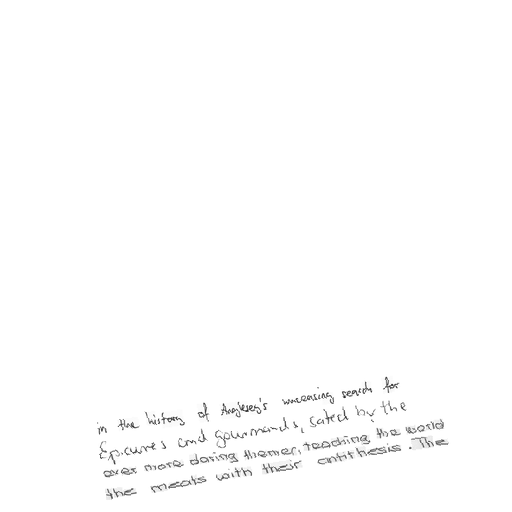 in the history of Anglesey's unceasing search for
Epicures and gourmands, sated by the
ever more daring themes, teaching the world
the meats with their antithesis. The